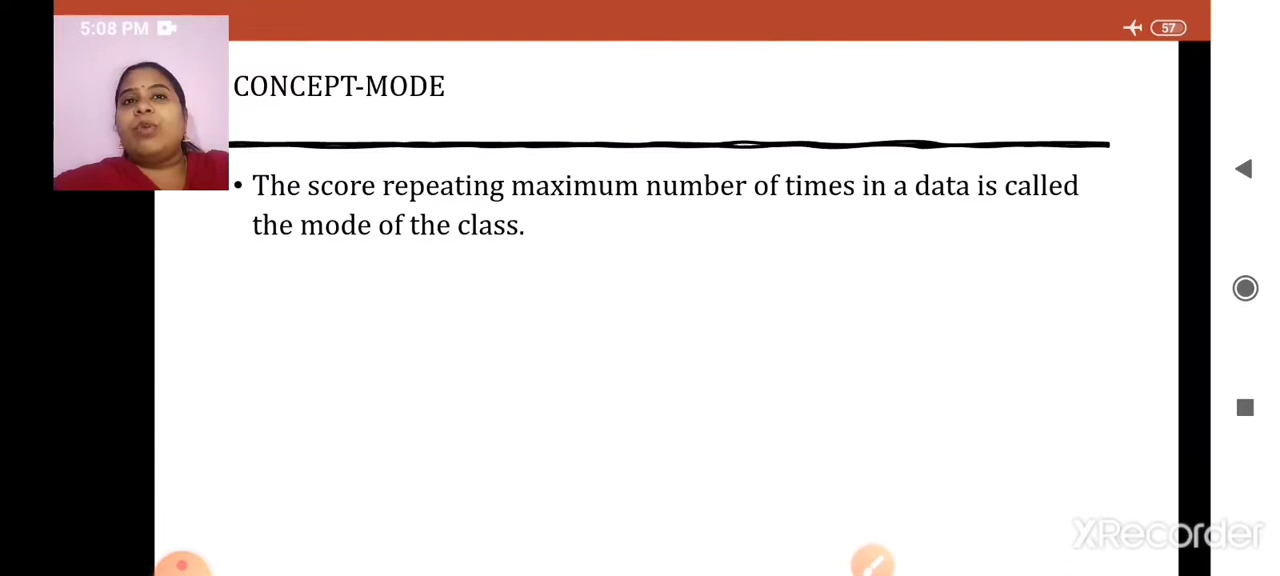 5:08 PM
57
CONCEPT-MODE
• The score repeating maximum number of times in a data is called
the mode of the class.
XRecorder